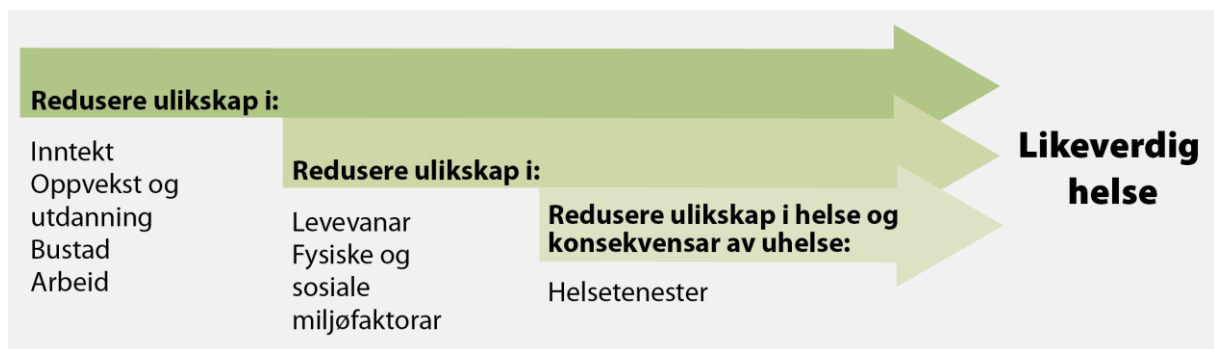 Redusere ulikskap i:
Inntekt
Oppvekst og
utdanning
Bustad
Arbeid
Redusere ulikskap i:
Levevanar
Fysiske og
sosiale
miljøfaktorar
Redusere ulikskap i helse og
konsekvensar av uhelse:
Helsetenester
Likeverdig
helse